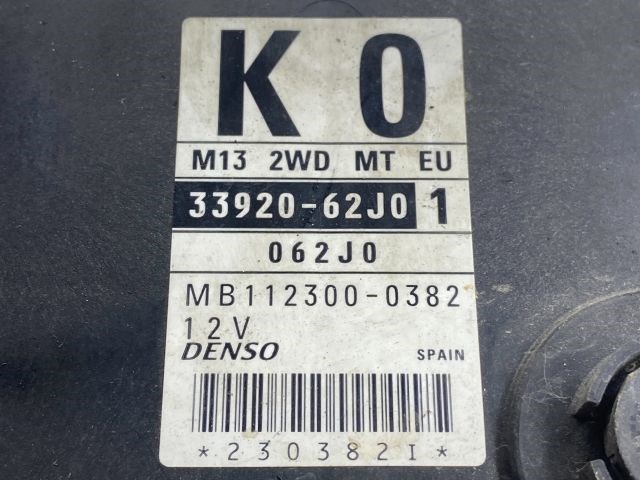 K 0
M13 2WD MT EU
33920-62J0 1
062J0
MB112300-0382
12V
DENSO SPAIN
*230382I*